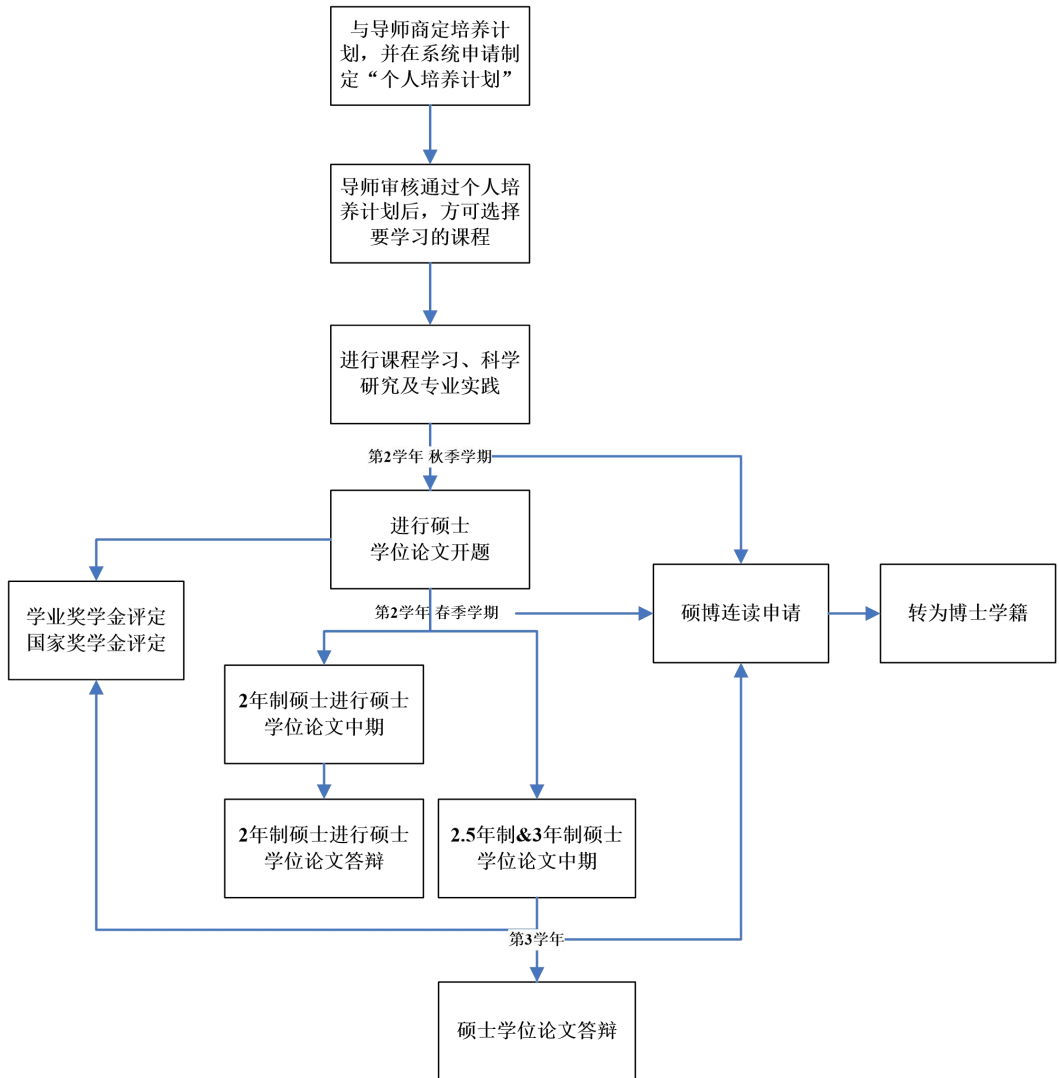 与导师商定培养计
划，并在系统申请制
定“个人培养计划”
导师审核通过个人培
养计划后，方可选择
要学习的课程
进行课程学习、科学
研究及专业实践
第2学年 秋季学期
进行硕士
学位论文开题
学业奖学金评定
国家奖学金评定
第2学年 春季学期
硕博连读申请
转为博士学籍
2年制硕士进行硕士
学位论文中期
2年制硕士进行硕士
学位论文答辩
2.5年制&3年制硕士
学位论文中期
第3学年
硕士学位论文答辩